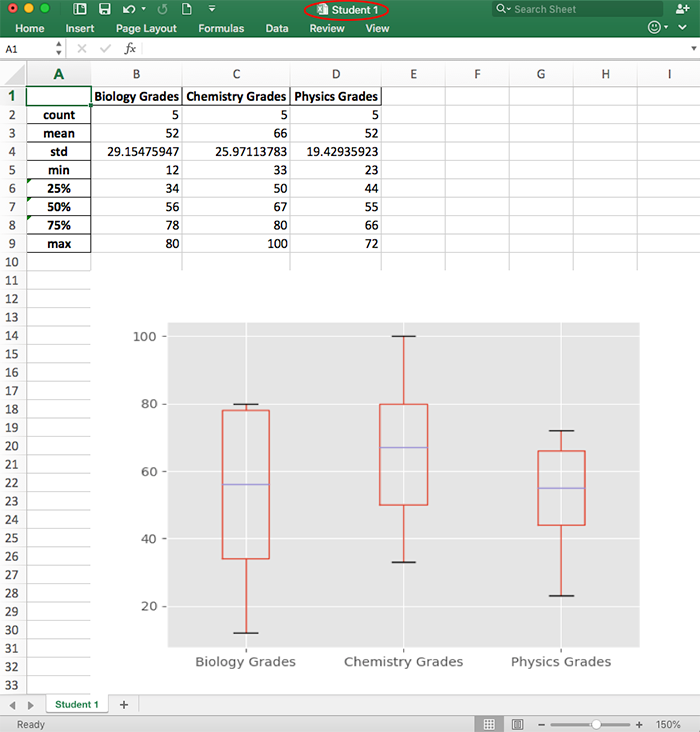 Student 1
Search Sheet
Home Insert Page Layout Formulas Data Review View
A1 fx
A B C D E F G H I
1 Biology Grades Chemistry Grades Physics Grades
2 count 5 5 5
3 mean 52 66 52
4 std 29.15475947 25.97113783 19.42935923
5 min 12 33 23
6 25% 34 50 44
7 50% 56 67 55
8 75% 78 80 66
9 max 80 100 72
10
11
12
13
14
15
16
17
18
19
20
21
22
23
24
25
26
27
28
29
30
31
32
33
100
80
60
40
20
Biology Grades Chemistry Grades Physics Grades
Student 1 +
Ready 150%